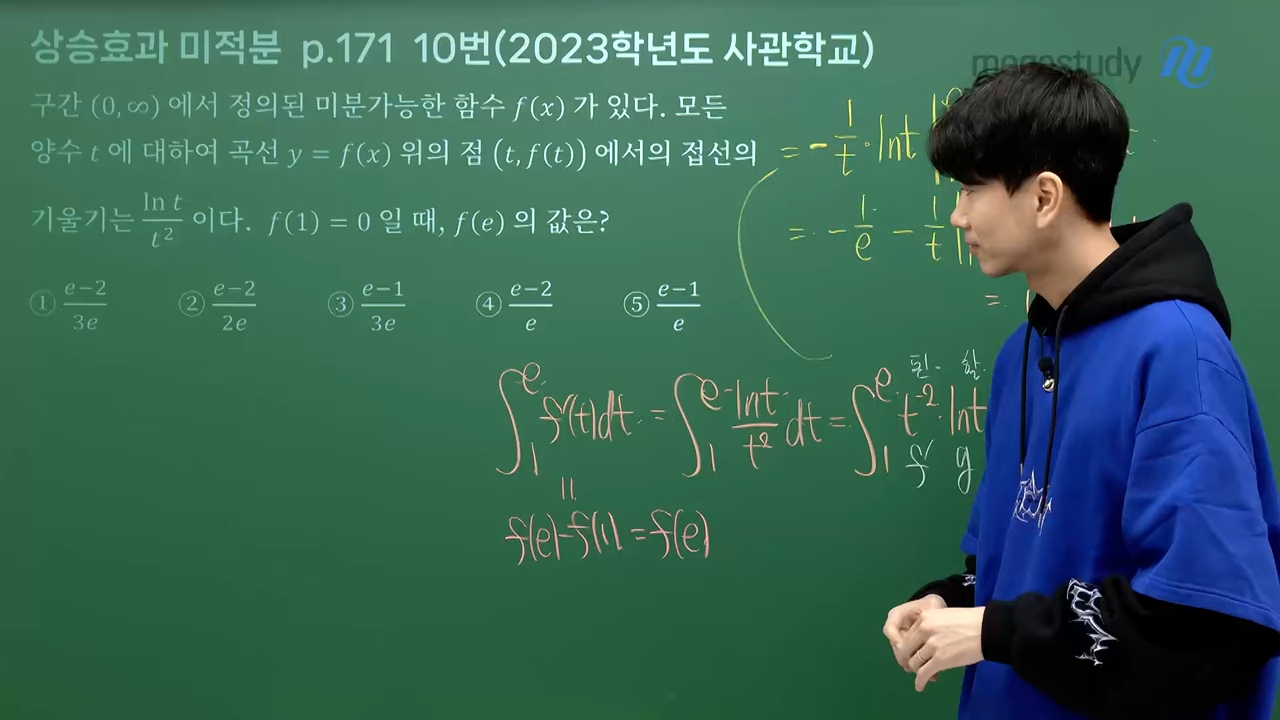 상승효과 미적분 p.171 10번(2023학년도 사관학교)
megastudy
구간 (0, ∞) 에서 정의된 미분가능한 함수 f(x) 가 있다. 모든
양수 t 에 대하여 곡선 y = f(x) 위의 점 (t, f(t)) 에서의 접선의
기울기는 ln t / t² 이다. f(1) = 0 일 때, f(e) 의 값은?
① e−2 / 3e ② e−2 / 2e ③ e−1 / 3e ④ e−2 / e ⑤ e−1 / e
= - 1/t · ln t |
= - 1/e - 1/t |
=
적 할
∫₁ᵉ f'(t)dt = ∫₁ᵉ ln t / t² dt = ∫₁ᵉ t⁻² · ln t
f' g
||
f(e)-f(1) = f(e)